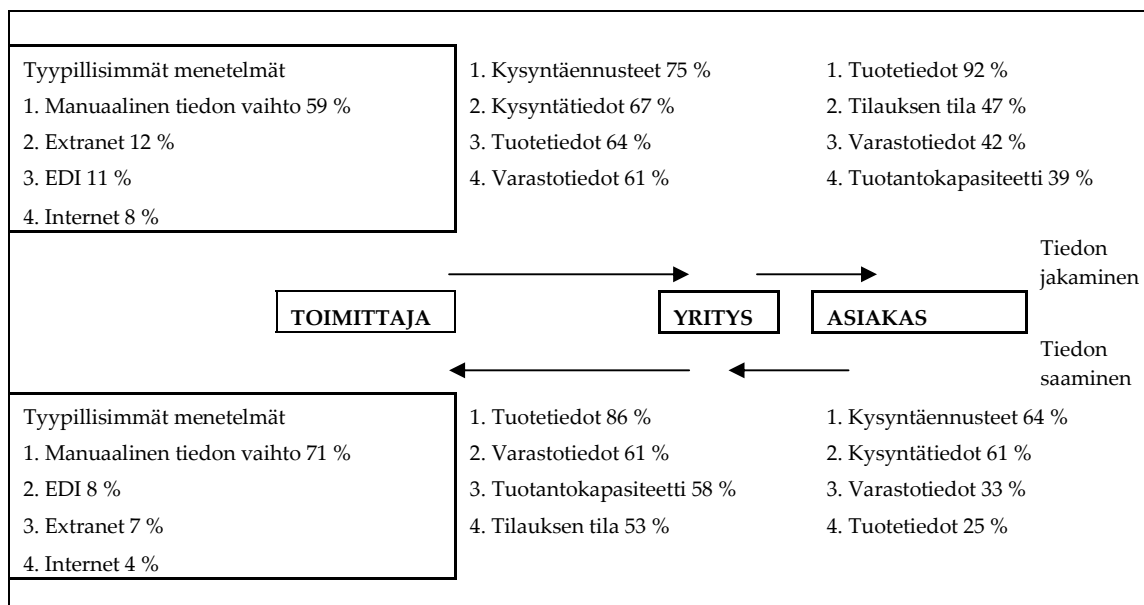 Tyypillisimmät menetelmät
1. Manuaalinen tiedon vaihto 59 %
2. Extranet 12 %
3. EDI 11 %
4. Internet 8 %
1. Kysyntäennusteet 75 %
2. Kysyntätiedot 67 %
3. Tuotetiedot 64 %
4. Varastotiedot 61 %
1. Tuotetiedot 92 %
2. Tilauksen tila 47 %
3. Varastotiedot 42 %
4. Tuotantokapasiteetti 39 %
Tiedon
jakaminen
TOIMITTAJA
YRITYS
ASIAKAS
Tiedon
saaminen
Tyypillisimmät menetelmät
1. Manuaalinen tiedon vaihto 71 %
2. EDI 8 %
3. Extranet 7 %
4. Internet 4 %
1. Tuotetiedot 86 %
2. Varastotiedot 61 %
3. Tuotantokapasiteetti 58 %
4. Tilauksen tila 53 %
1. Kysyntäennusteet 64 %
2. Kysyntätiedot 61 %
3. Varastotiedot 33 %
4. Tuotetiedot 25 %